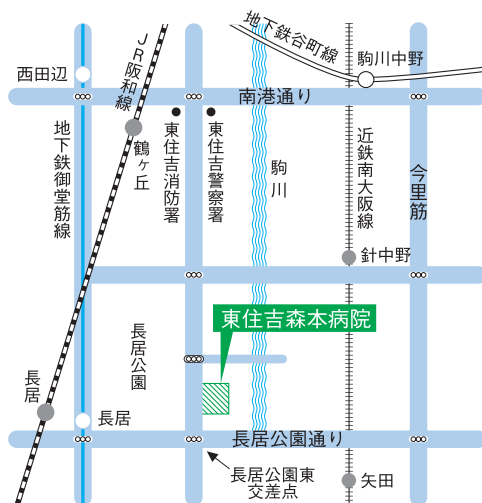 地下鉄谷町線
駒川中野
西田辺
JR阪和線
南港通り
地下鉄御堂筋線
鶴ヶ丘
東住吉消防署
東住吉警察署
駒川
近鉄南大阪線
今里筋
針中野
東住吉森本病院
長居公園
長居
長居
長居公園通り
長居公園東
交差点
矢田